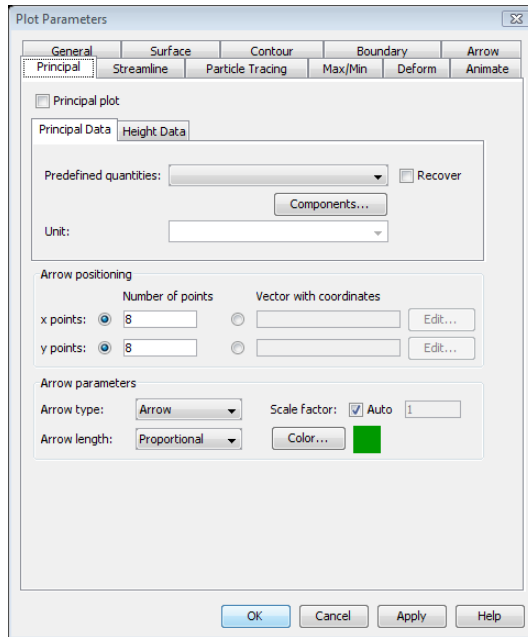 Plot Parameters
General Surface Contour Boundary Arrow
Principal Streamline Particle Tracing Max/Min Deform Animate
Principal plot
Principal Data Height Data
Predefined quantities: Recover
Components...
Unit:
Arrow positioning
Number of points Vector with coordinates
x points: 8 Edit...
y points: 8 Edit...
Arrow parameters
Arrow type: Arrow Scale factor: Auto 1
Arrow length: Proportional Color...
OK Cancel Apply Help